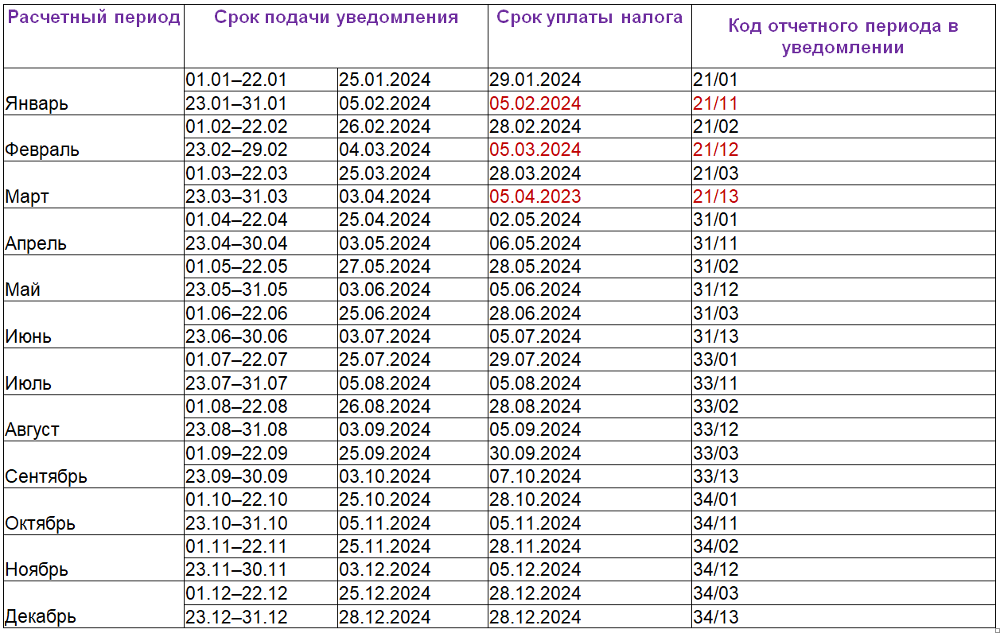 Расчетный период Срок подачи уведомления Срок уплаты налога Код отчетного периода в
уведомлении
01.01–22.01 25.01.2024 29.01.2024 21/01
Январь 23.01–31.01 05.02.2024 05.02.2024 21/11
01.02–22.02 26.02.2024 28.02.2024 21/02
Февраль 23.02–29.02 04.03.2024 05.03.2024 21/12
01.03–22.03 25.03.2024 28.03.2024 21/03
Март 23.03–31.03 03.04.2024 05.04.2023 21/13
01.04–22.04 25.04.2024 02.05.2024 31/01
Апрель 23.04–30.04 03.05.2024 06.05.2024 31/11
01.05–22.05 27.05.2024 28.05.2024 31/02
Май 23.05–31.05 03.06.2024 05.06.2024 31/12
01.06–22.06 25.06.2024 28.06.2024 31/03
Июнь 23.06–30.06 03.07.2024 05.07.2024 31/13
01.07–22.07 25.07.2024 29.07.2024 33/01
Июль 23.07–31.07 05.08.2024 05.08.2024 33/11
01.08–22.08 26.08.2024 28.08.2024 33/02
Август 23.08–31.08 03.09.2024 05.09.2024 33/12
01.09–22.09 25.09.2024 30.09.2024 33/03
Сентябрь 23.09–30.09 03.10.2024 07.10.2024 33/13
01.10–22.10 25.10.2024 28.10.2024 34/01
Октябрь 23.10–31.10 05.11.2024 05.11.2024 34/11
01.11–22.11 25.11.2024 28.11.2024 34/02
Ноябрь 23.11–30.11 03.12.2024 05.12.2024 34/12
01.12–22.12 25.12.2024 28.12.2024 34/03
Декабрь 23.12–31.12 28.12.2024 28.12.2024 34/13